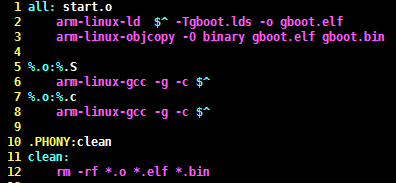 1 all: start.o
2     arm-linux-ld  $^ -Tgboot.lds -o gboot.elf
3     arm-linux-objcopy -O binary gboot.elf gboot.bin
4
5 %.o:%.S
6     arm-linux-gcc -g -c $^
7 %.o:%.c
8     arm-linux-gcc -g -c $^
9
10 .PHONY:clean
11 clean:
12     rm -rf *.o *.elf *.bin